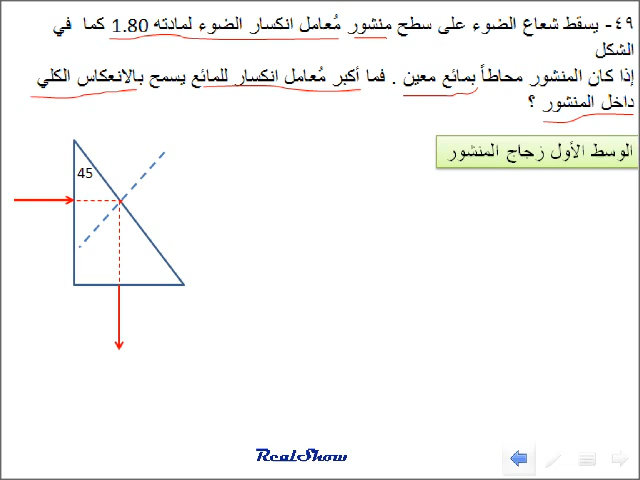 ٤٩- يسقط شعاع الضوء على سطح منشور مُعامل انكسار الضوء لمادته 1.80 كما في
الشكل
إذا كان المنشور محاطاً بمائع معين . فما أكبر مُعامل انكسار للمائع يسمح بالانعكاس الكلي
داخل المنشور ؟
الوسط الأول زجاج المنشور
45
RealShow